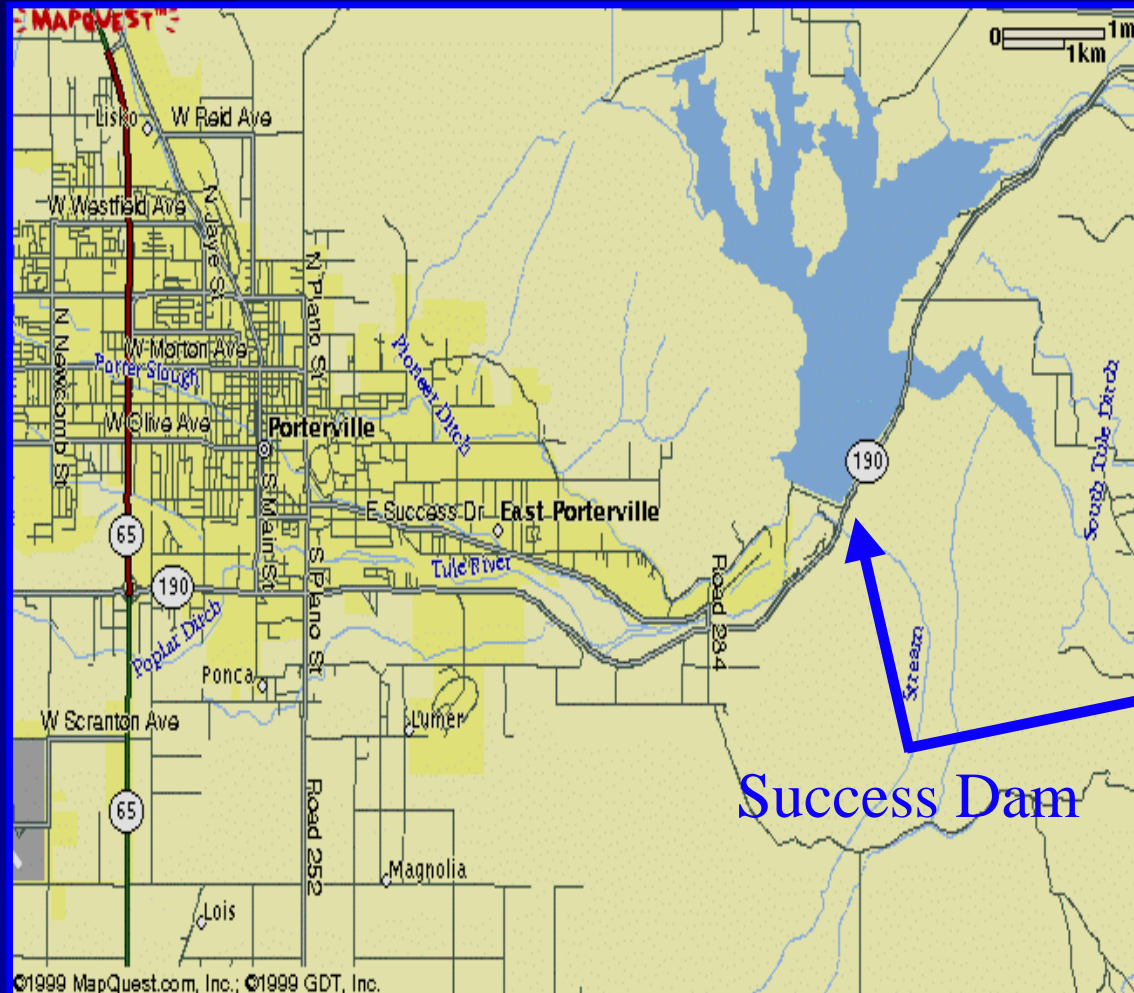 MAPQUEST™
0 1m
1km
Lisko
W Reid Ave
W Westfield Ave
N Jaye St
N Plano St
N Newcomb St
W Morton Ave
Porter Slough
Pioneer Ditch
W Olive Ave
Porterville
190
South Tule Ditch
E Success Dr
East Porterville
S Main St
65
190
S Plano St
Tule River
Road 284
Poplar Ditch
Ponca
Stream
W Scranton Ave
Lumer
Success Dam
65
Road 252
Magnolia
Lois
©1999 MapQuest.com, Inc.; ©1999 GDT, Inc.